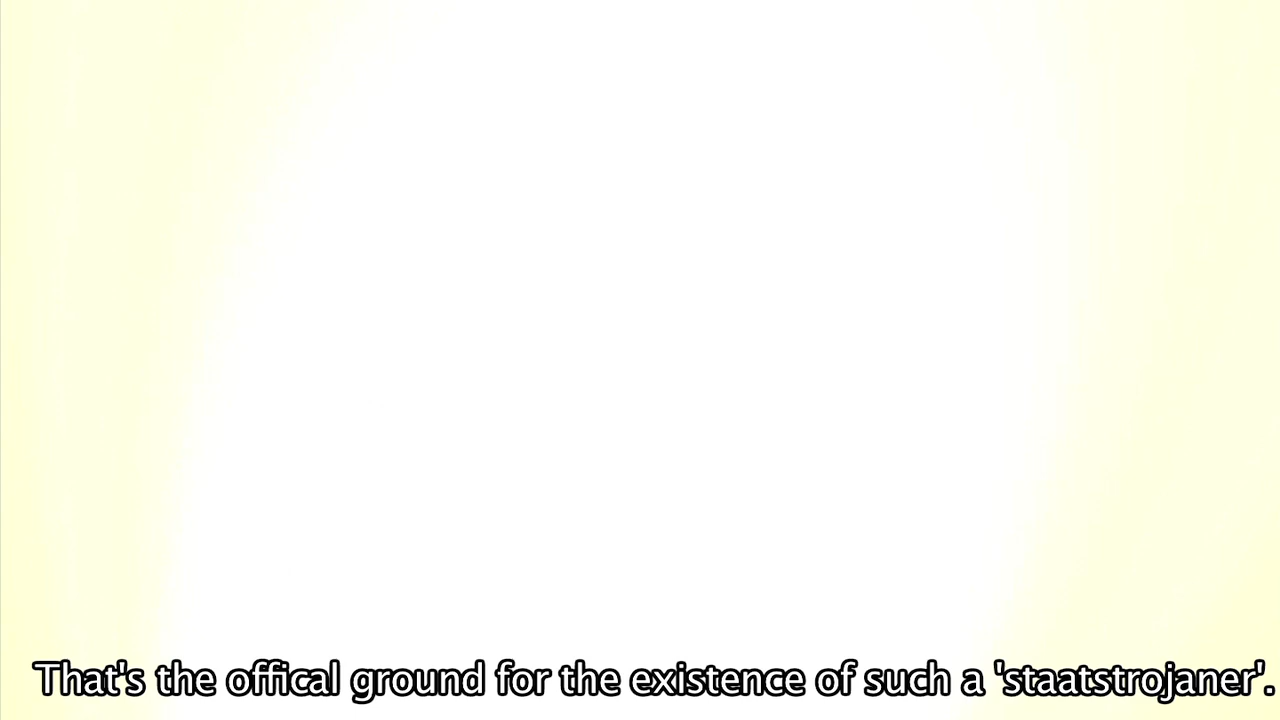 That's the offical ground for the existence of such a 'staatstrojaner'.